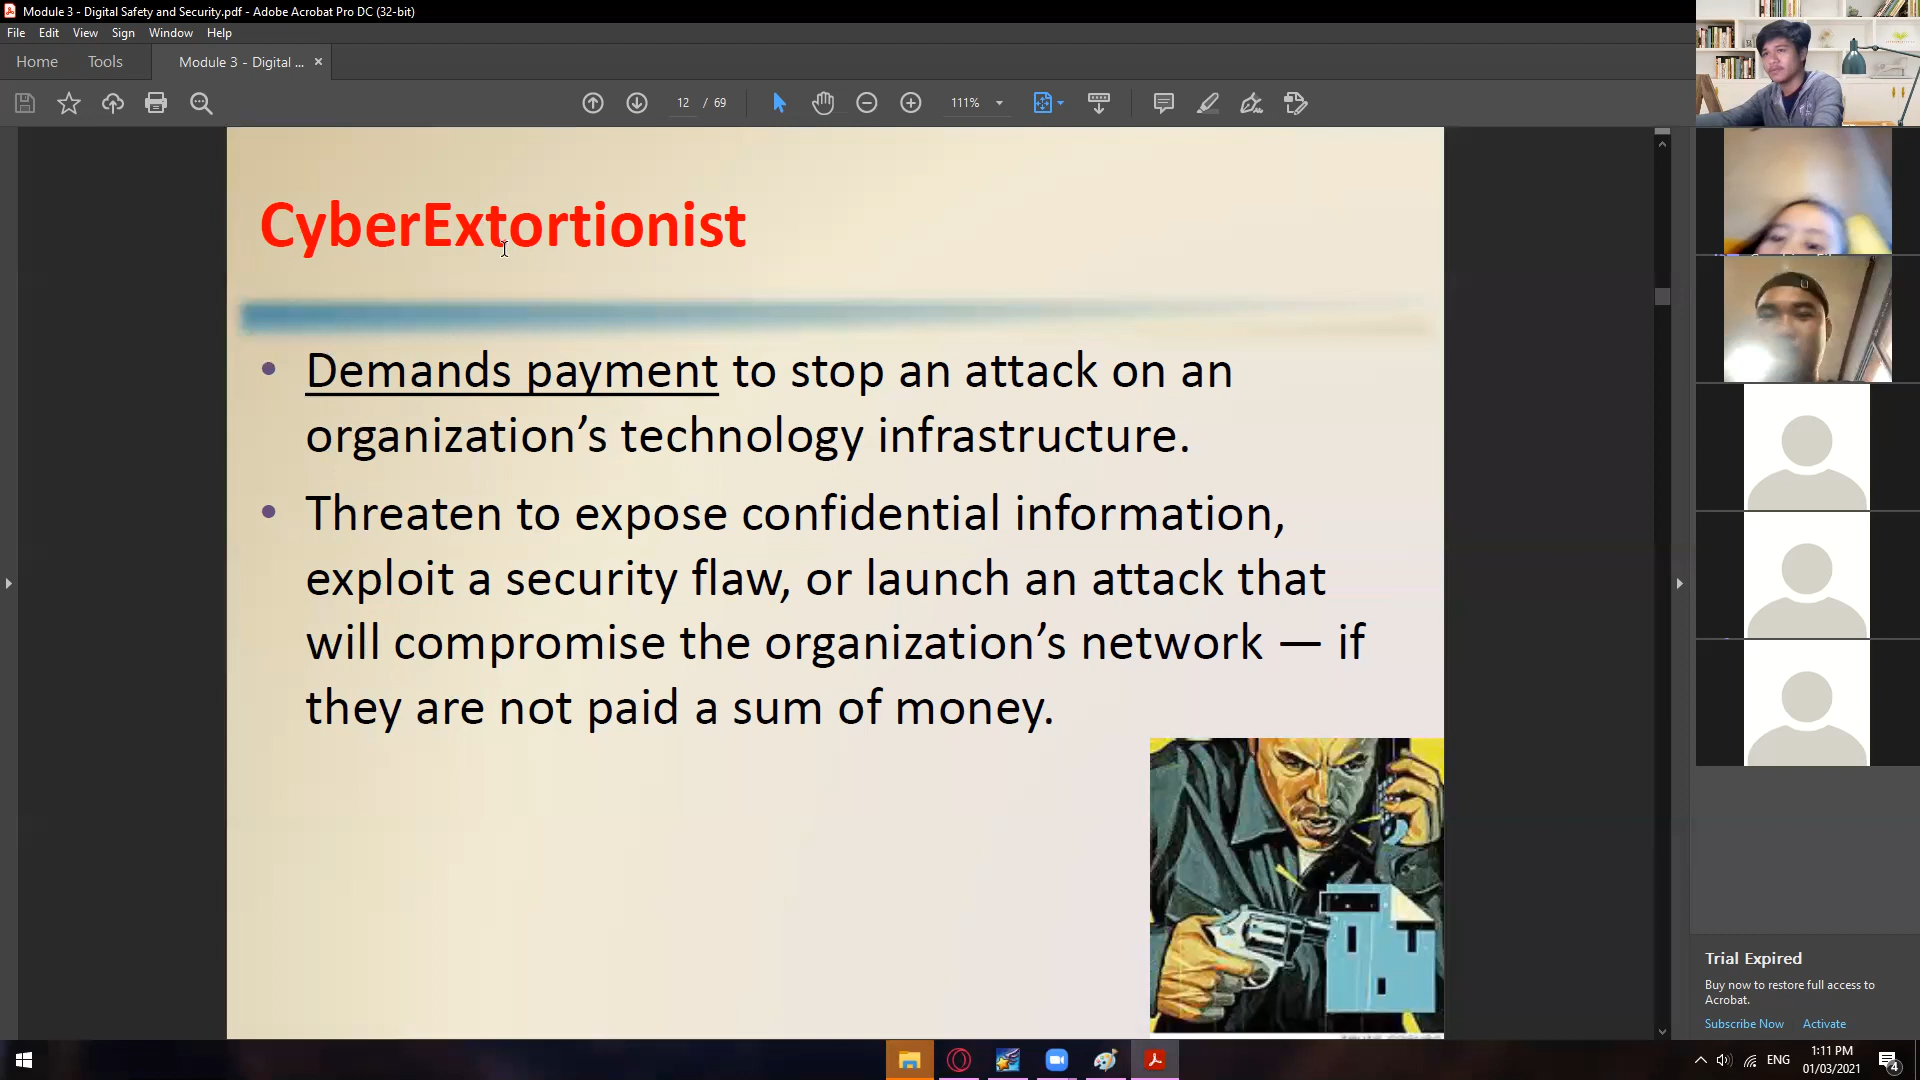 Module 3 - Digital Safety and Security.pdf - Adobe Acrobat Pro DC (32-bit)
File Edit View Sign Window Help
Home Tools Module 3 - Digital ... ×
12 / 69 111%
CyberExtortionist
• Demands payment to stop an attack on an
organization’s technology infrastructure.
• Threaten to expose confidential information,
exploit a security flaw, or launch an attack that
will compromise the organization’s network — if
they are not paid a sum of money.
Trial Expired
Buy now to restore full access to
Acrobat.
Subscribe Now Activate
ENG
1:11 PM
01/03/2021
4